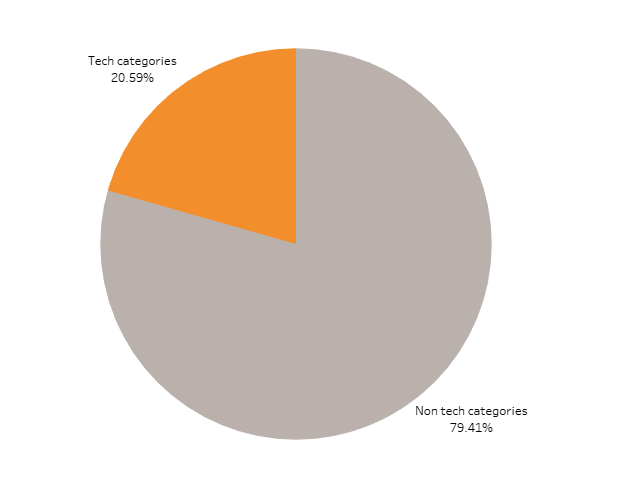 Tech categories
20.59%
Non tech categories
79.41%